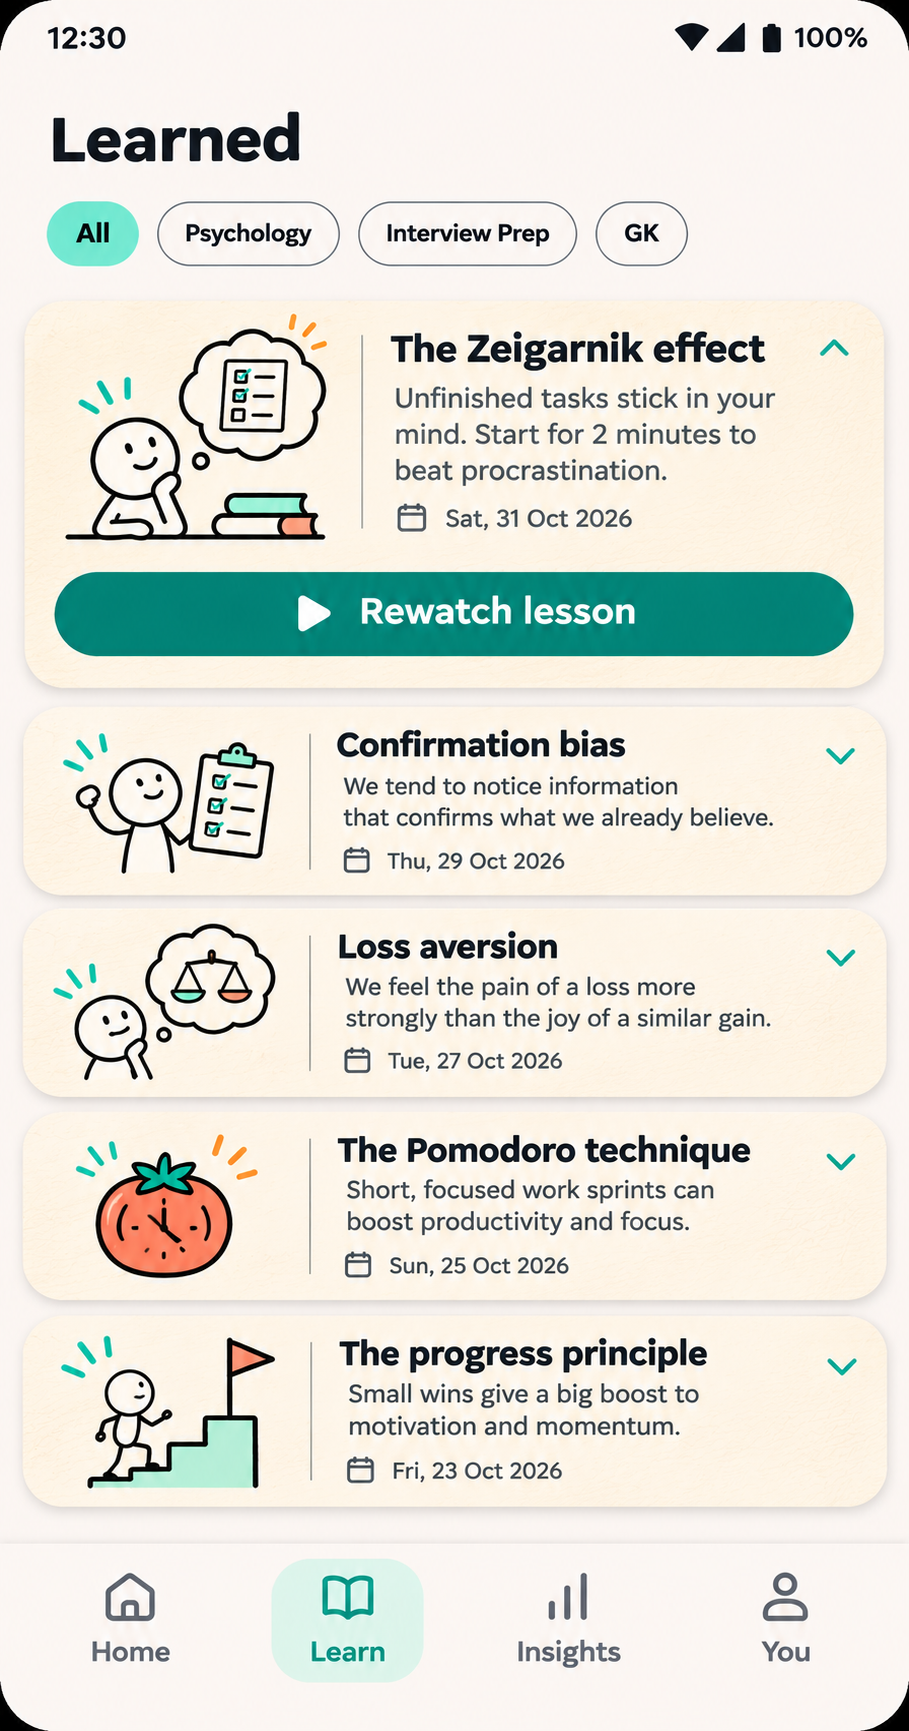 12:30
100%
Learned
All
Psychology
Interview Prep
GK
The Zeigarnik effect
Unfinished tasks stick in your
mind. Start for 2 minutes to
beat procrastination.
Sat, 31 Oct 2026
Rewatch lesson
Confirmation bias
We tend to notice information
that confirms what we already believe.
Thu, 29 Oct 2026
Loss aversion
We feel the pain of a loss more
strongly than the joy of a similar gain.
Tue, 27 Oct 2026
The Pomodoro technique
Short, focused work sprints can
boost productivity and focus.
Sun, 25 Oct 2026
The progress principle
Small wins give a big boost to
motivation and momentum.
Fri, 23 Oct 2026
Home
Learn
Insights
You